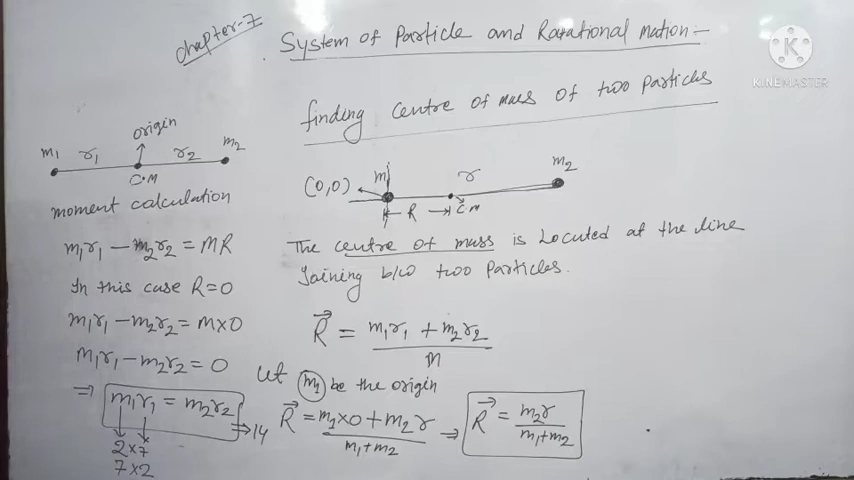 chapter-7
System of Particle and Rotational Motion:-
K
KINEMASTER
finding centre of mass of two particles
origin
m1 r1 r2 m2
C.M
moment calculation
m1r1 - m2r2 = MR
In this case R=0
m1r1 - m2r2 = M×0
m1r1 - m2r2 = 0
⇒ m1r1 = m2r2 ⇒ 14
2×7
7×2
(0,0) m1 r m2
R C.M
The centre of mass is Located at the line
Joining b/w two Particles.
R = m1r1 + m2r2 / M
Let m1 be the origin
R = m1×0 + m2r / m1+m2 ⇒ R = m2r / m1+m2